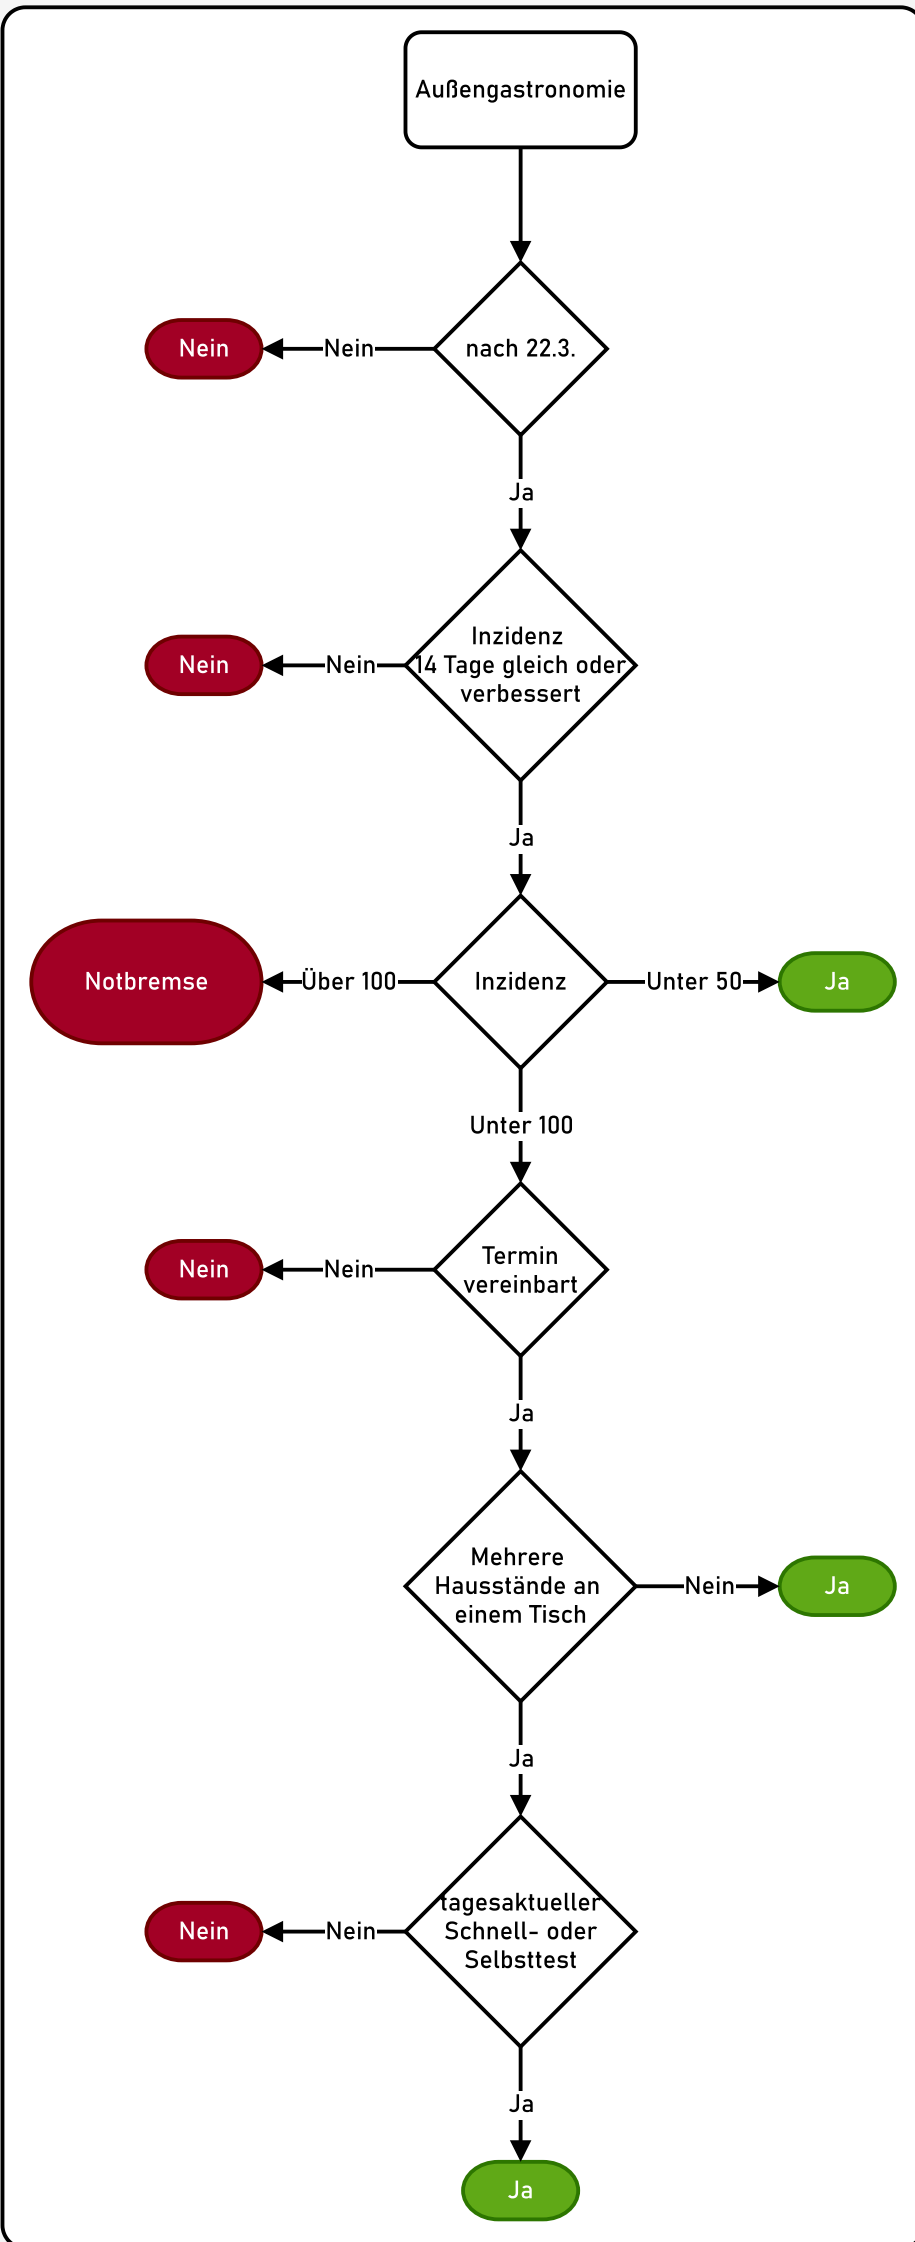 Außengastronomie
nach 22.3.
Nein
Nein
Ja
Inzidenz
14 Tage gleich oder
verbessert
Nein
Nein
Ja
Notbremse
Über 100
Inzidenz
Unter 50
Ja
Unter 100
Termin
vereinbart
Nein
Nein
Ja
Mehrere
Hausstände an
einem Tisch
Nein
Ja
Ja
tagesaktueller
Schnell- oder
Selbsttest
Nein
Nein
Ja
Ja